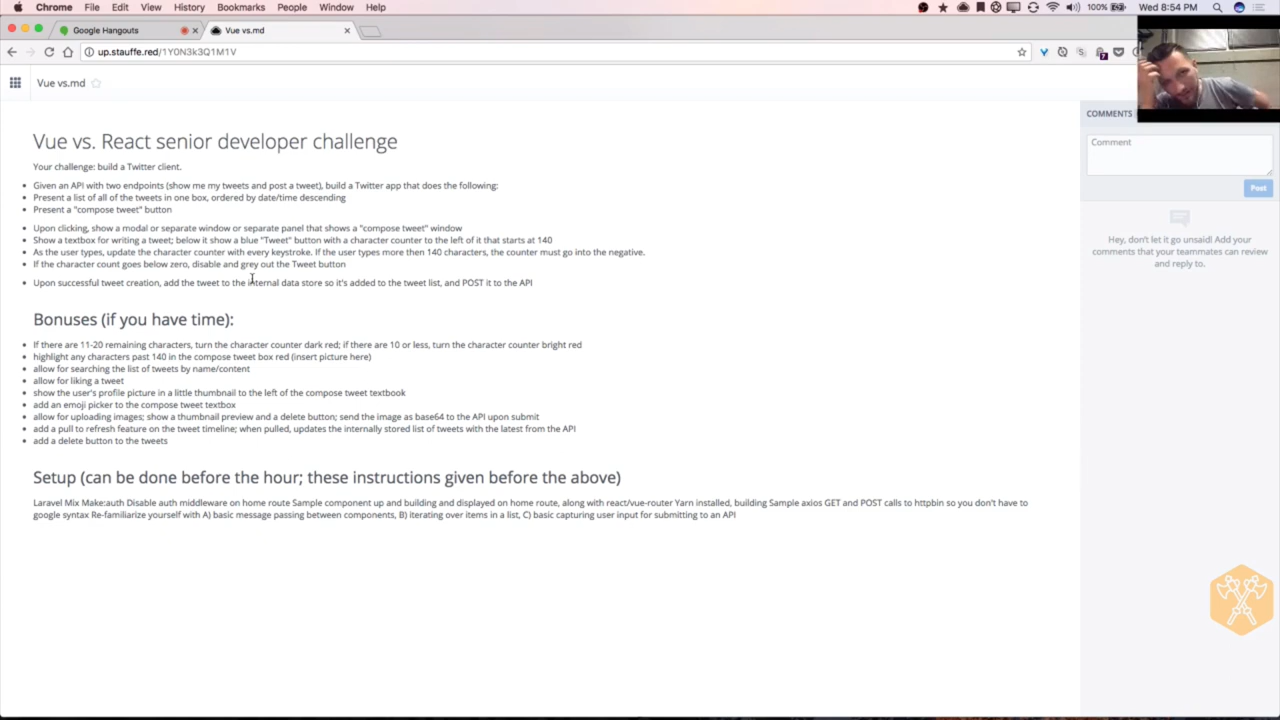 Chrome File Edit View History Bookmarks People Window Help 100% Wed 8:54 PM
Google Hangouts Vue vs.md
up.stauffe.red/1Y0N3k3Q1M1V
Vue vs.md
COMMENTS
Comment
Post
Hey, don't let it go unsaid! Add your
comments that your teammates can review
and reply to.
Vue vs. React senior developer challenge
Your challenge: build a Twitter client.
Given an API with two endpoints (show me my tweets and post a tweet), build a Twitter app that does the following:
Present a list of all of the tweets in one box, ordered by date/time descending
Present a "compose tweet" button
Upon clicking, show a modal or separate window or separate panel that shows a "compose tweet" window
Show a textbox for writing a tweet; below it show a blue "Tweet" button with a character counter to the left of it that starts at 140
As the user types, update the character counter with every keystroke. If the user types more then 140 characters, the counter must go into the negative.
If the character count goes below zero, disable and grey out the Tweet button
Upon successful tweet creation, add the tweet to the internal data store so it's added to the tweet list, and POST it to the API
Bonuses (if you have time):
If there are 11-20 remaining characters, turn the character counter dark red; if there are 10 or less, turn the character counter bright red
highlight any characters past 140 in the compose tweet box red (insert picture here)
allow for searching the list of tweets by name/content
allow for liking a tweet
show the user's profile picture in a little thumbnail to the left of the compose tweet textbook
add an emoji picker to the compose tweet textbox
allow for uploading images; show a thumbnail preview and a delete button; send the image as base64 to the API upon submit
add a pull to refresh feature on the tweet timeline; when pulled, updates the internally stored list of tweets with the latest from the API
add a delete button to the tweets
Setup (can be done before the hour; these instructions given before the above)
Laravel Mix Make:auth Disable auth middleware on home route Sample component up and building and displayed on home route, along with react/vue-router Yarn installed, building Sample axios GET and POST calls to httpbin so you don't have to
google syntax Re-familiarize yourself with A) basic message passing between components, B) iterating over items in a list, C) basic capturing user input for submitting to an API